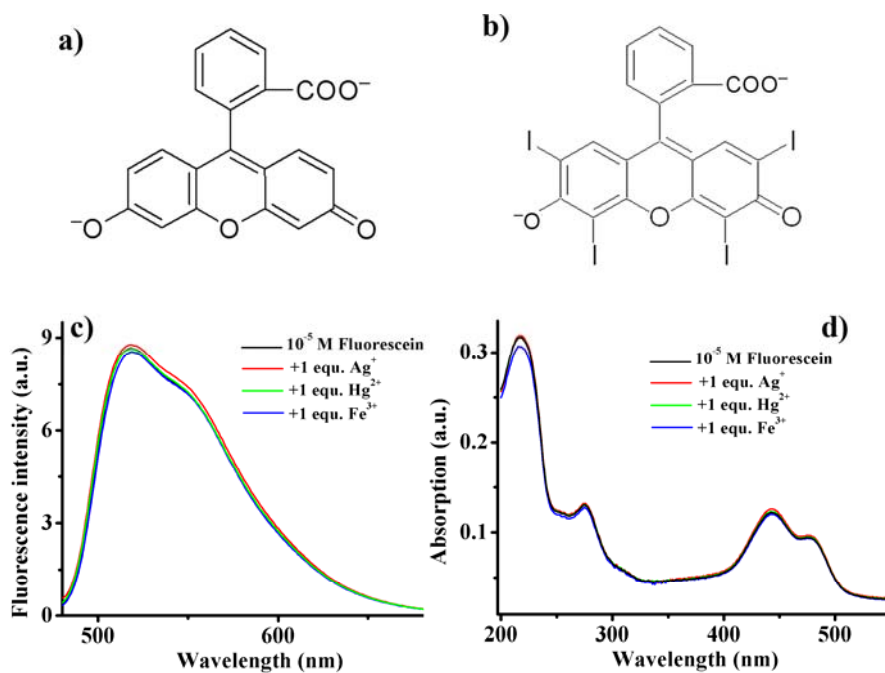 a)
COO⁻
⁻O
O
O
b)
COO⁻
I
I
⁻O
O
O
I
I
c)
Fluorescence intensity (a.u.)
9
6
3
0
10⁻⁵ M Fluorescein
+1 equ. Ag⁺
+1 equ. Hg²⁺
+1 equ. Fe³⁺
500
600
Wavelength (nm)
d)
Absorption (a.u.)
0.3
0.1
10⁻⁵ M Fluorescein
+1 equ. Ag⁺
+1 equ. Hg²⁺
+1 equ. Fe³⁺
200
300
400
500
Wavelength (nm)